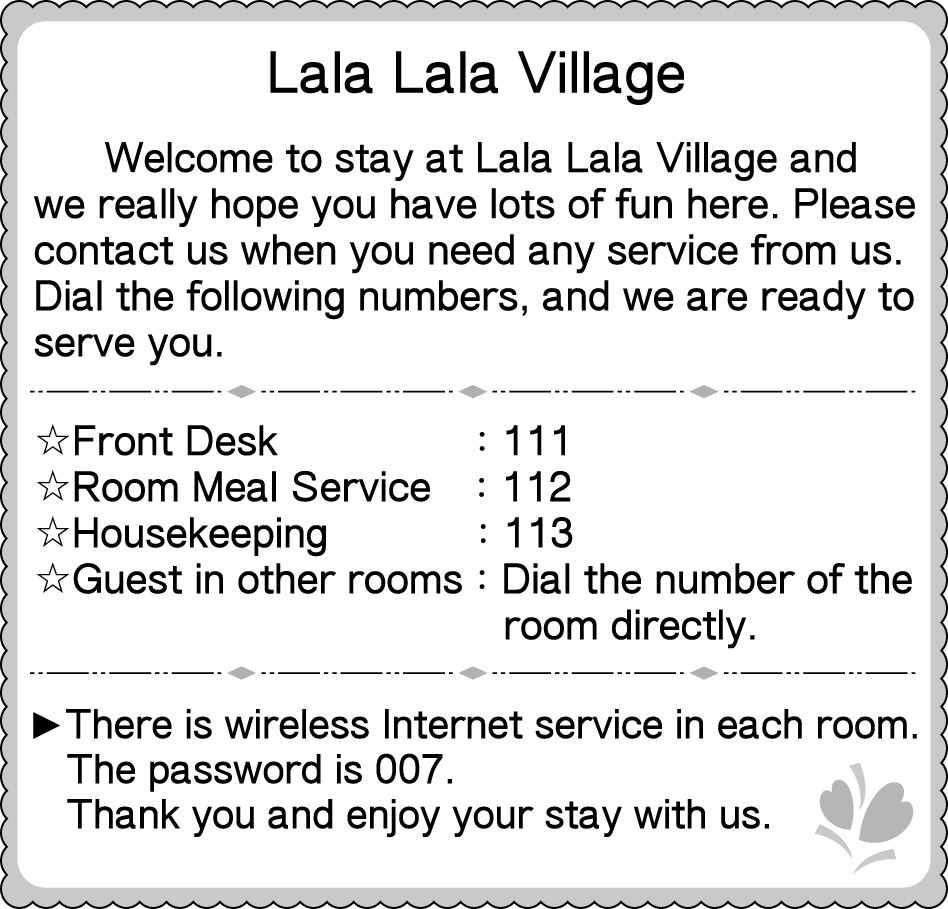 Lala Lala Village
Welcome to stay at Lala Lala Village and
we really hope you have lots of fun here. Please
contact us when you need any service from us.
Dial the following numbers, and we are ready to
serve you.
☆Front Desk : 111
☆Room Meal Service : 112
☆Housekeeping : 113
☆Guest in other rooms : Dial the number of the
room directly.
►There is wireless Internet service in each room.
The password is 007.
Thank you and enjoy your stay with us.